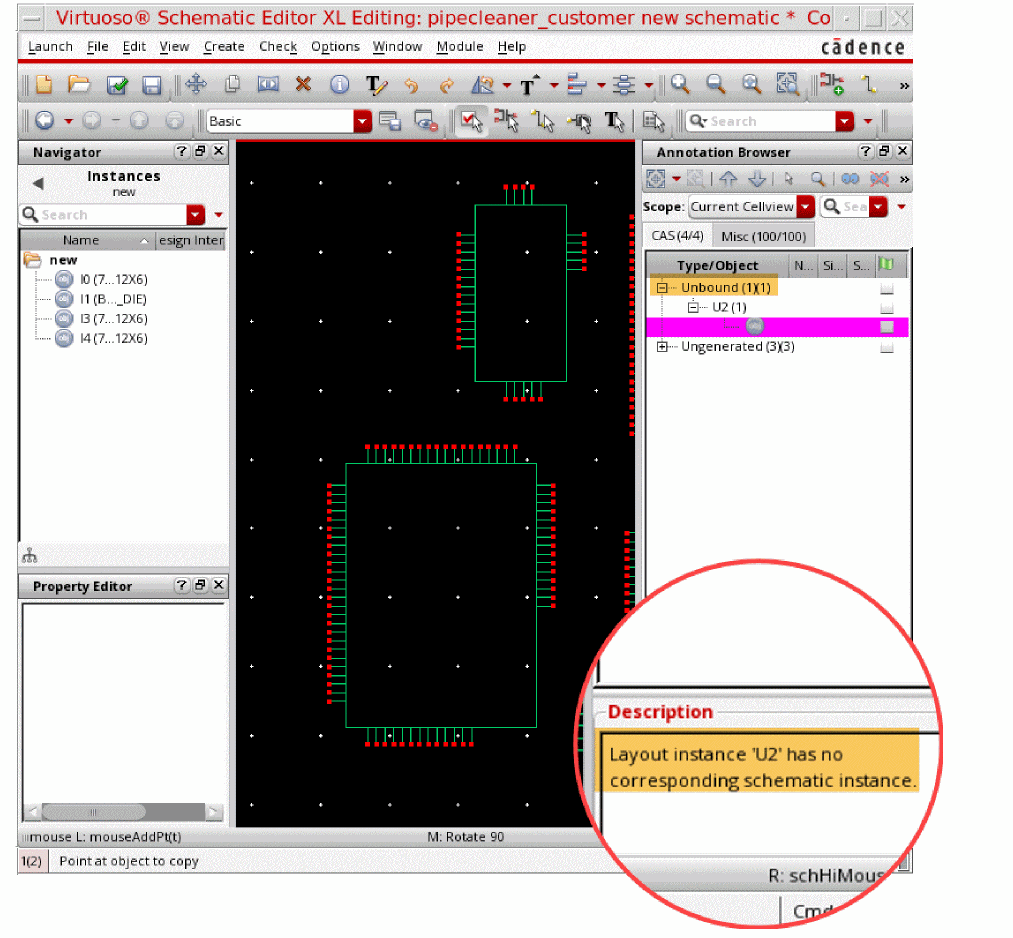 Virtuoso® Schematic Editor XL Editing: pipecleaner_customer new schematic * Co
Launch File Edit View Create Check Options Window Module Help
cādence
»
Basic
Search
Navigator
Instances
new
Search
Name esign Inter
new
I0 (7...12X6)
I1 (B..._DIE)
I3 (7...12X6)
I4 (7...12X6)
Property Editor
Annotation Browser
»
Scope: Current Cellview Sea
CAS(4/4) Misc (100/100)
Type/Object N... Si... S...
Unbound (1)(1)
U2 (1)
Ungenerated (3)(3)
Description
Layout instance 'U2' has no
corresponding schematic instance.
mouse L: mouseAddPt(t) M: Rotate 90 R: schHiMous
1(2) Point at object to copy Cmd